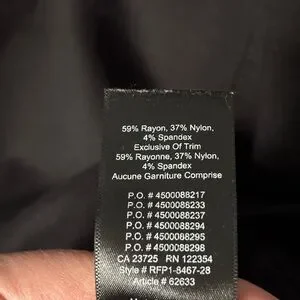 59% Rayon, 37% Nylon,
4% Spandex
Exclusive Of Trim
59% Rayonne, 37% Nylon,
4% Spandex
Aucune Garniture Comprise
P.O. # 4500088217
P.O. # 4500088233
P.O. # 4500088237
P.O. # 4500088294
P.O. # 4500088295
P.O. # 4500088298
CA 23725 RN 122354
Style # RFP1-8467-28
Article # 62633